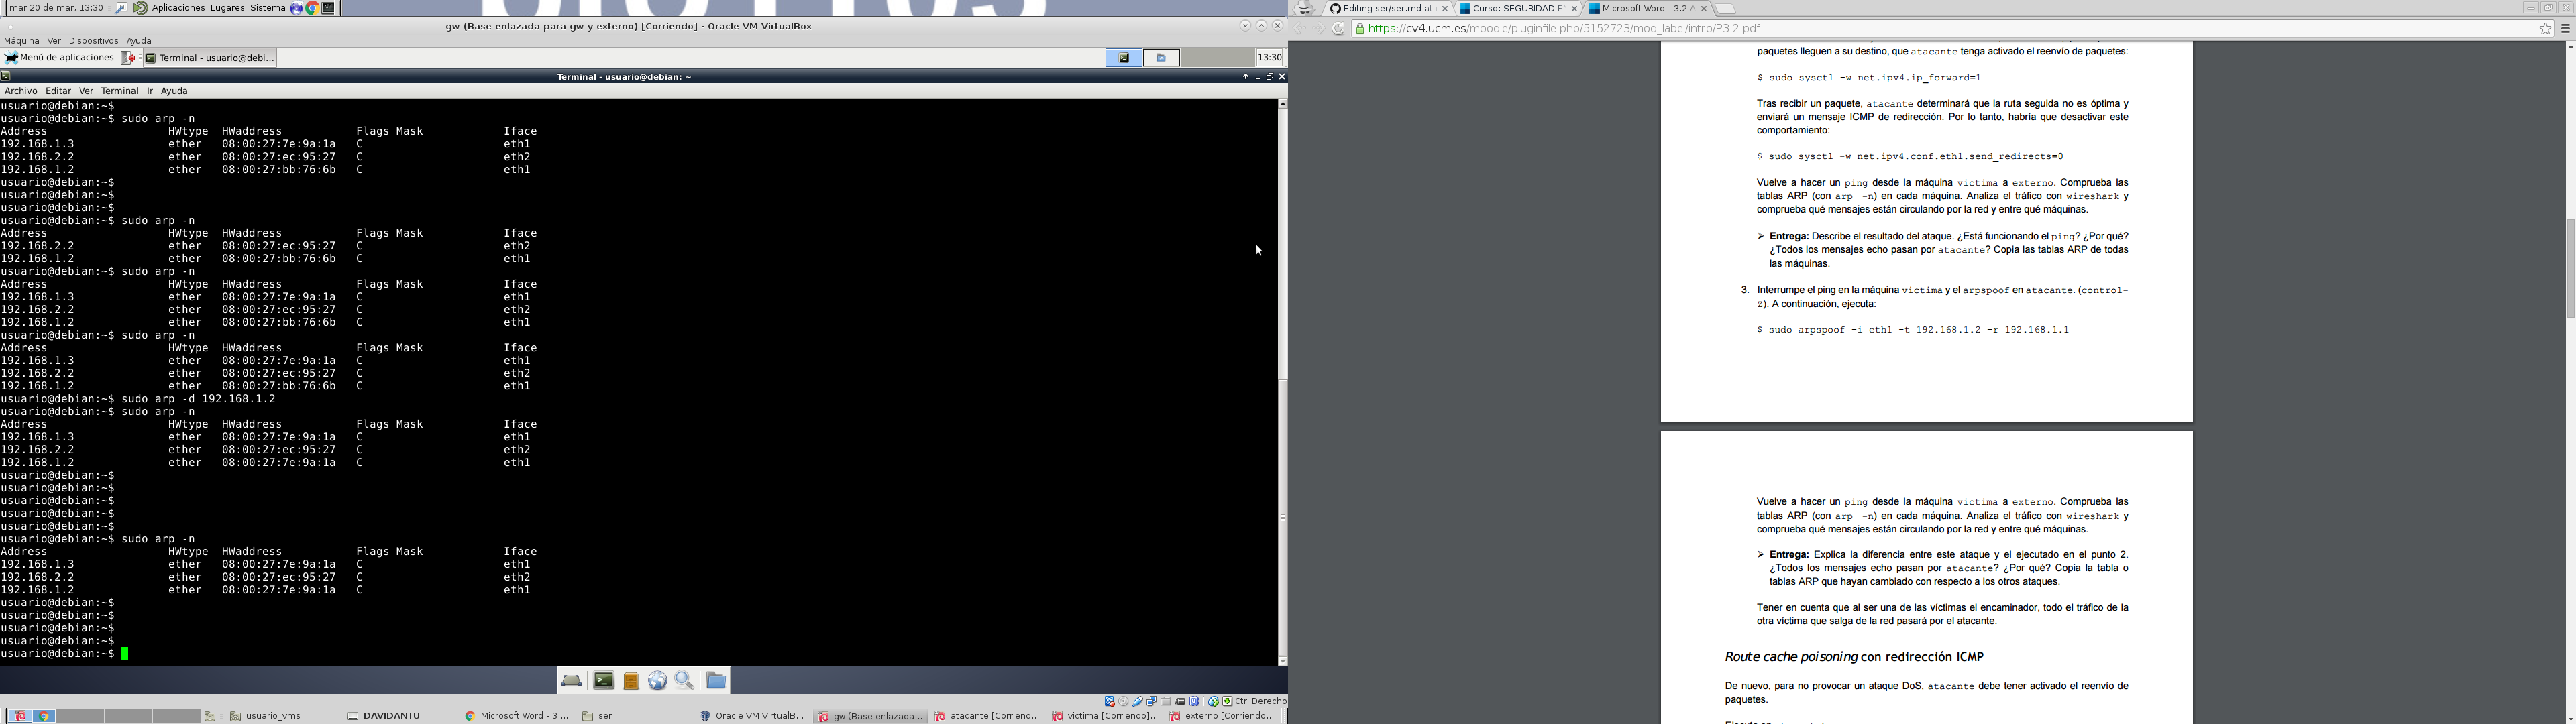 mar 20 de mar, 13:30 Aplicaciones Lugares Sistema
gw (Base enlazada para gw y externo) [Corriendo] - Oracle VM VirtualBox
Máquina Ver Dispositivos Ayuda
Menú de aplicaciones Terminal - usuario@debi... 13:30
Terminal - usuario@debian: ~
Archivo Editar Ver Terminal Ir Ayuda
usuario@debian:~$
usuario@debian:~$ sudo arp -n
Address HWtype HWaddress Flags Mask Iface
192.168.1.3 ether 08:00:27:7e:9a:1a C eth1
192.168.2.2 ether 08:00:27:ec:95:27 C eth2
192.168.1.2 ether 08:00:27:bb:76:6b C eth1
usuario@debian:~$
usuario@debian:~$
usuario@debian:~$
usuario@debian:~$ sudo arp -n
Address HWtype HWaddress Flags Mask Iface
192.168.2.2 ether 08:00:27:ec:95:27 C eth2
192.168.1.2 ether 08:00:27:bb:76:6b C eth1
usuario@debian:~$ sudo arp -n
Address HWtype HWaddress Flags Mask Iface
192.168.1.3 ether 08:00:27:7e:9a:1a C eth1
192.168.2.2 ether 08:00:27:ec:95:27 C eth2
192.168.1.2 ether 08:00:27:bb:76:6b C eth1
usuario@debian:~$ sudo arp -n
Address HWtype HWaddress Flags Mask Iface
192.168.1.3 ether 08:00:27:7e:9a:1a C eth1
192.168.2.2 ether 08:00:27:ec:95:27 C eth2
192.168.1.2 ether 08:00:27:bb:76:6b C eth1
usuario@debian:~$ sudo arp -d 192.168.1.2
usuario@debian:~$ sudo arp -n
Address HWtype HWaddress Flags Mask Iface
192.168.1.3 ether 08:00:27:7e:9a:1a C eth1
192.168.2.2 ether 08:00:27:ec:95:27 C eth2
192.168.1.2 ether 08:00:27:7e:9a:1a C eth1
usuario@debian:~$
usuario@debian:~$
usuario@debian:~$
usuario@debian:~$
usuario@debian:~$
usuario@debian:~$ sudo arp -n
Address HWtype HWaddress Flags Mask Iface
192.168.1.3 ether 08:00:27:7e:9a:1a C eth1
192.168.2.2 ether 08:00:27:ec:95:27 C eth2
192.168.1.2 ether 08:00:27:7e:9a:1a C eth1
usuario@debian:~$
usuario@debian:~$
usuario@debian:~$
usuario@debian:~$
usuario@debian:~$
Ctrl Derecho
usuario_vms DAVIDANTU Microsoft Word - 3.... ser Oracle VM VirtualB... gw (Base enlazada... atacante [Corriend... victima [Corriendo]... externo [Corriendo...
Editing ser/ser.md at Curso: SEGURIDAD E Microsoft Word - 3.2 A
https://cv4.ucm.es/moodle/pluginfile.php/5152723/mod_label/intro/P3.2.pdf
paquetes lleguen a su destino, que atacante tenga activado el reenvío de paquetes:
$ sudo sysctl -w net.ipv4.ip_forward=1
Tras recibir un paquete, atacante determinará que la ruta seguida no es óptima y
enviará un mensaje ICMP de redirección. Por lo tanto, habría que desactivar este
comportamiento:
$ sudo sysctl -w net.ipv4.conf.eth1.send_redirects=0
Vuelve a hacer un ping desde la máquina victima a externo. Comprueba las
tablas ARP (con arp -n) en cada máquina. Analiza el tráfico con wireshark y
comprueba qué mensajes están circulando por la red y entre qué máquinas.
➢ Entrega: Describe el resultado del ataque. ¿Está funcionando el ping? ¿Por qué?
¿Todos los mensajes echo pasan por atacante? Copia las tablas ARP de todas
las máquinas.
3. Interrumpe el ping en la máquina victima y el arpspoof en atacante. (control-
Z). A continuación, ejecuta:
$ sudo arpspoof -i eth1 -t 192.168.1.2 -r 192.168.1.1
Vuelve a hacer un ping desde la máquina victima a externo. Comprueba las
tablas ARP (con arp -n) en cada máquina. Analiza el tráfico con wireshark y
comprueba qué mensajes están circulando por la red y entre qué máquinas.
➢ Entrega: Explica la diferencia entre este ataque y el ejecutado en el punto 2.
¿Todos los mensajes echo pasan por atacante? ¿Por qué? Copia la tabla o
tablas ARP que hayan cambiado con respecto a los otros ataques.
Tener en cuenta que al ser una de las víctimas el encaminador, todo el tráfico de la
otra víctima que salga de la red pasará por el atacante.
Route cache poisoning con redirección ICMP
De nuevo, para no provocar un ataque DoS, atacante debe tener activado el reenvío de
paquetes.